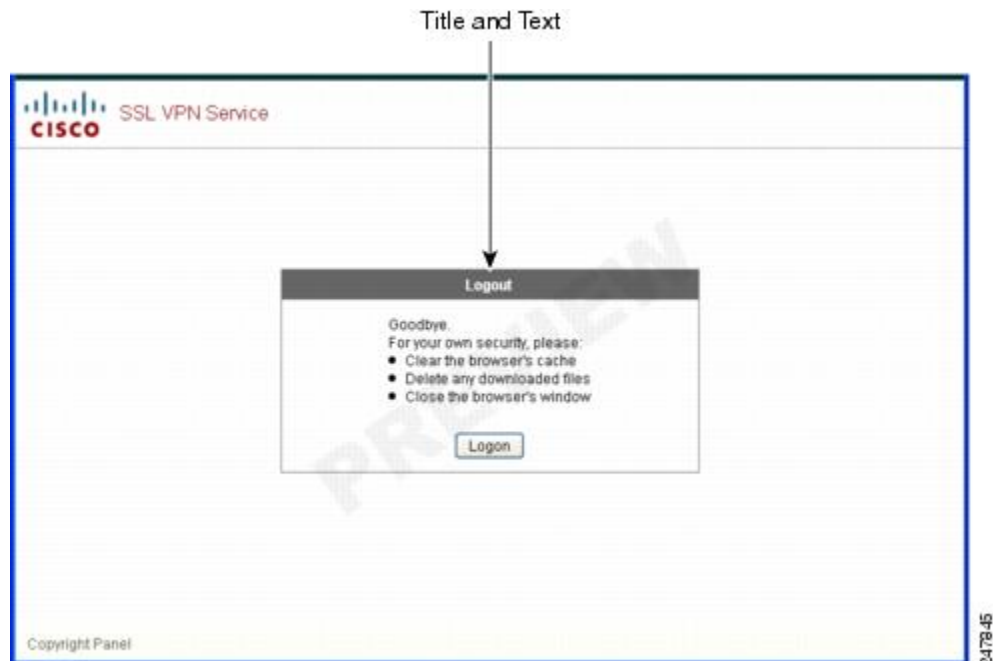 Title and Text
CISCO
SSL VPN Service
Logout
Goodbye.
For your own security, please:
• Clear the browser's cache
• Delete any downloaded files
• Close the browser's window
Logon
PREVIEW
Copyright Panel
247845